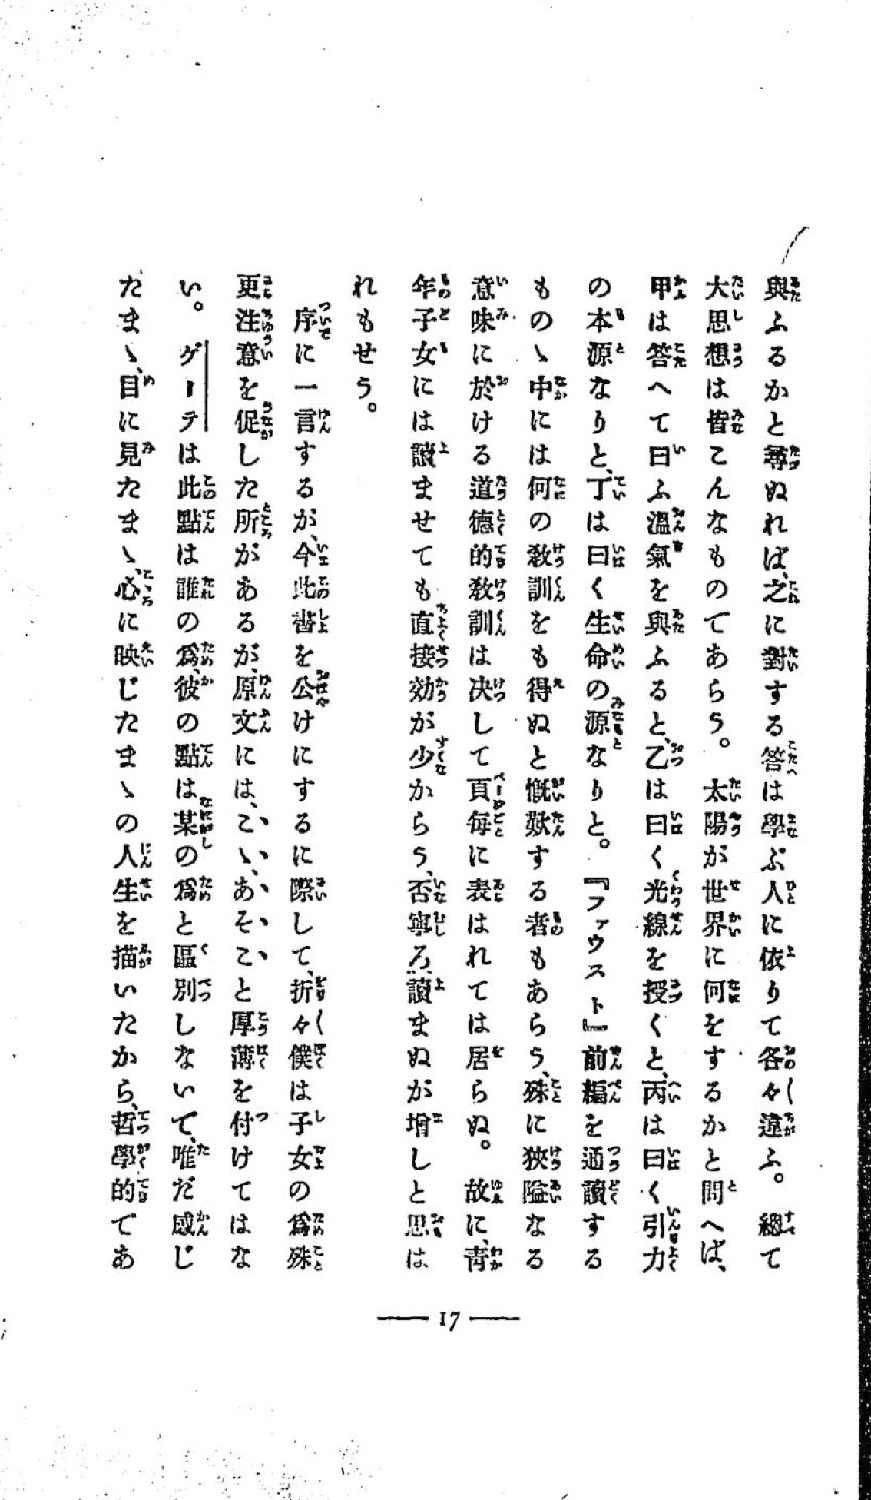 與ふるかと尋ぬれば、之に對する答は學ぶ人に依りて各々違ふ。總て
大思想は皆こんなものであらう。太陽が世界に何をするかと問へば、
甲は答へて曰ふ溫氣を與ふると、乙は曰く光線を授くと、丙は曰く引力
の本源なりと、丁は曰く生命の源なりと。『ファウスト』前編を通讀する
ものゝ中には何の敎訓をも得ぬと慨歎する者もあらう、殊に狹隘なる
意味に於ける道德的敎訓は決して頁每に表はれては居らぬ。故に、靑
年子女には讀ませても直接効が少からう、否寧ろ讀まぬが增しと思は
れもせう。
序に一言するが、今此書を公けにするに際して、折々僕は子女の爲殊
更注意を促した所があるが、原文には、こゝ、あそこと厚薄を付けてはな
い。ゲーテは此點は誰の爲、彼の點は某の爲と區別しないで、唯だ感じ
たまゝ、目に見たまゝ、心に映じたまゝの人生を描いたから、哲學的であ
17